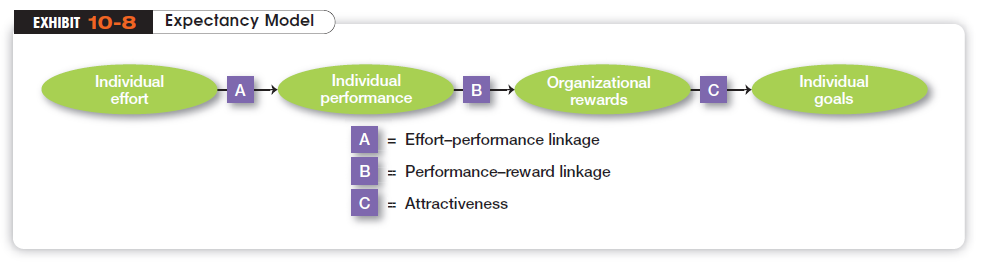 EXHIBIT 10-8 Expectancy Model
Individual effort
A
Individual performance
B
Organizational rewards
C
Individual goals
A = Effort–performance linkage
B = Performance–reward linkage
C = Attractiveness